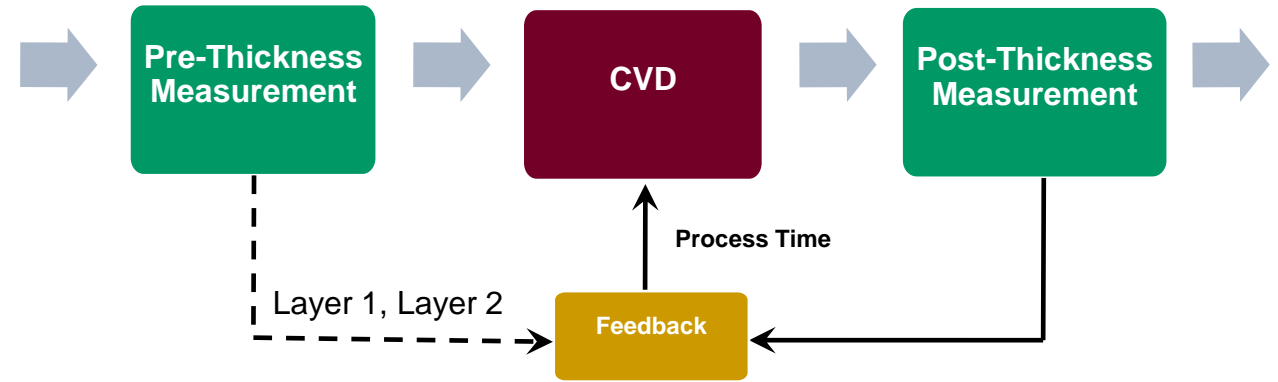 Pre-Thickness
Measurement
CVD
Post-Thickness
Measurement
Process Time
Layer 1, Layer 2
Feedback